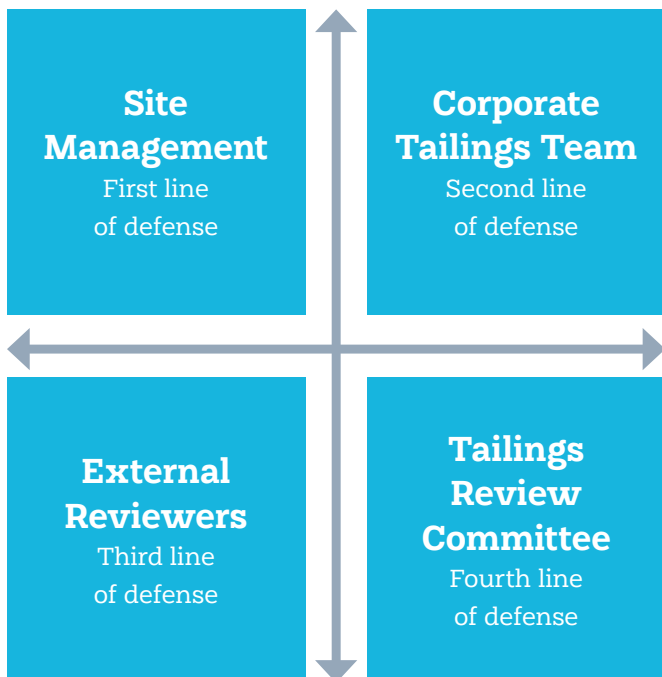 Site
Management
First line
of defense
Corporate
Tailings Team
Second line
of defense
External
Reviewers
Third line
of defense
Tailings
Review
Committee
Fourth line
of defense